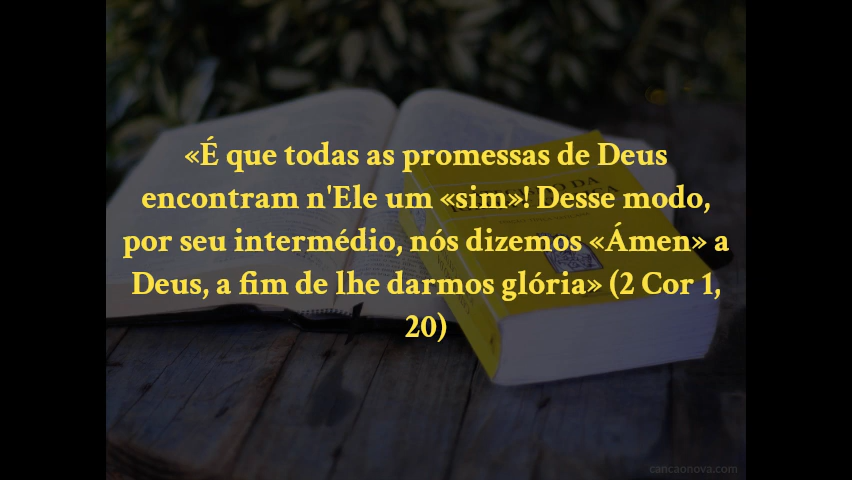 «É que todas as promessas de Deus
encontram n'Ele um «sim»! Desse modo,
por seu intermédio, nós dizemos «Ámen» a
Deus, a fim de lhe darmos glória» (2 Cor 1,
20)
cancaonova.com